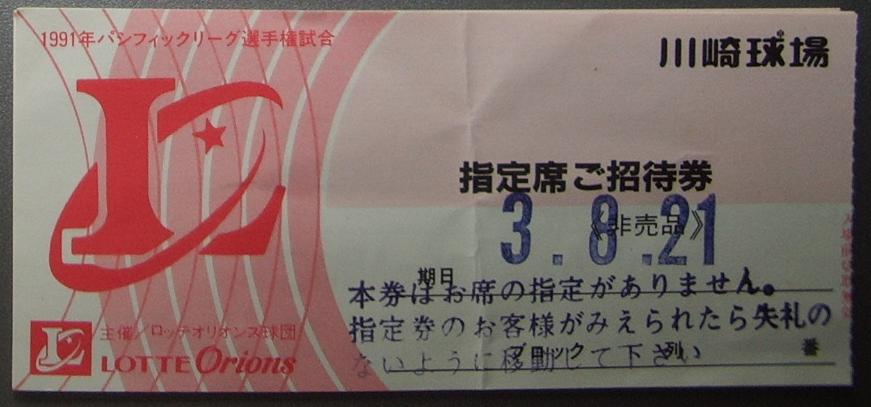 1991年パシフィックリーグ選手権試合
川崎球場
指定席ご招待券
《非売品》
3.8.21
期日
本券はお席の指定がありません。
指定券のお客様がみえられたら失礼の
ないように移動して下さい
ブロック 列 番
主催/ロッテオリオンズ球団
LOTTE Orions